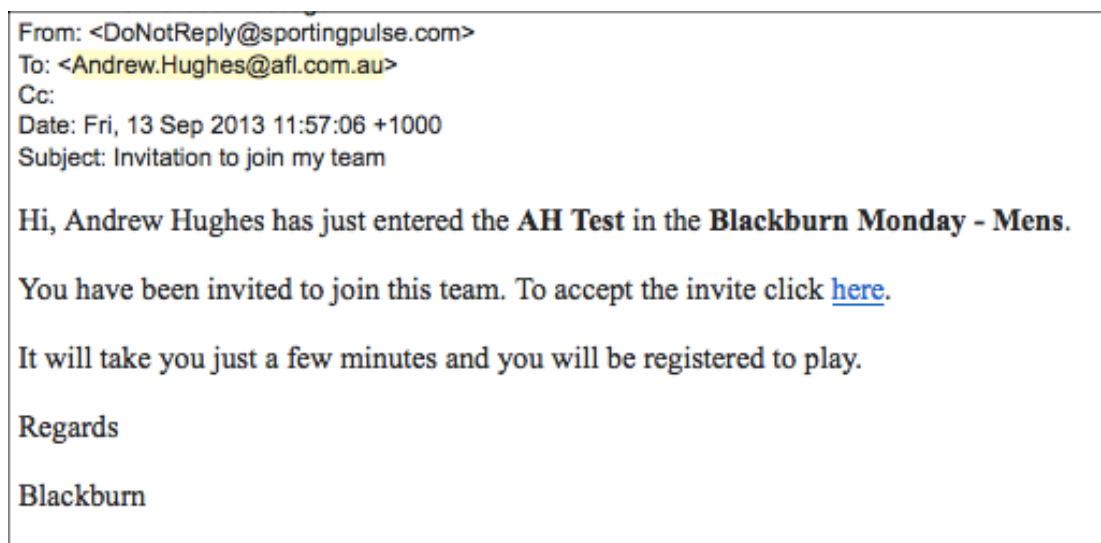 From: <DoNotReply@sportingpulse.com>
To: <Andrew.Hughes@afl.com.au>
Cc:
Date: Fri, 13 Sep 2013 11:57:06 +1000
Subject: Invitation to join my team
Hi, Andrew Hughes has just entered the AH Test in the Blackburn Monday - Mens.
You have been invited to join this team. To accept the invite click here.
It will take you just a few minutes and you will be registered to play.
Regards
Blackburn